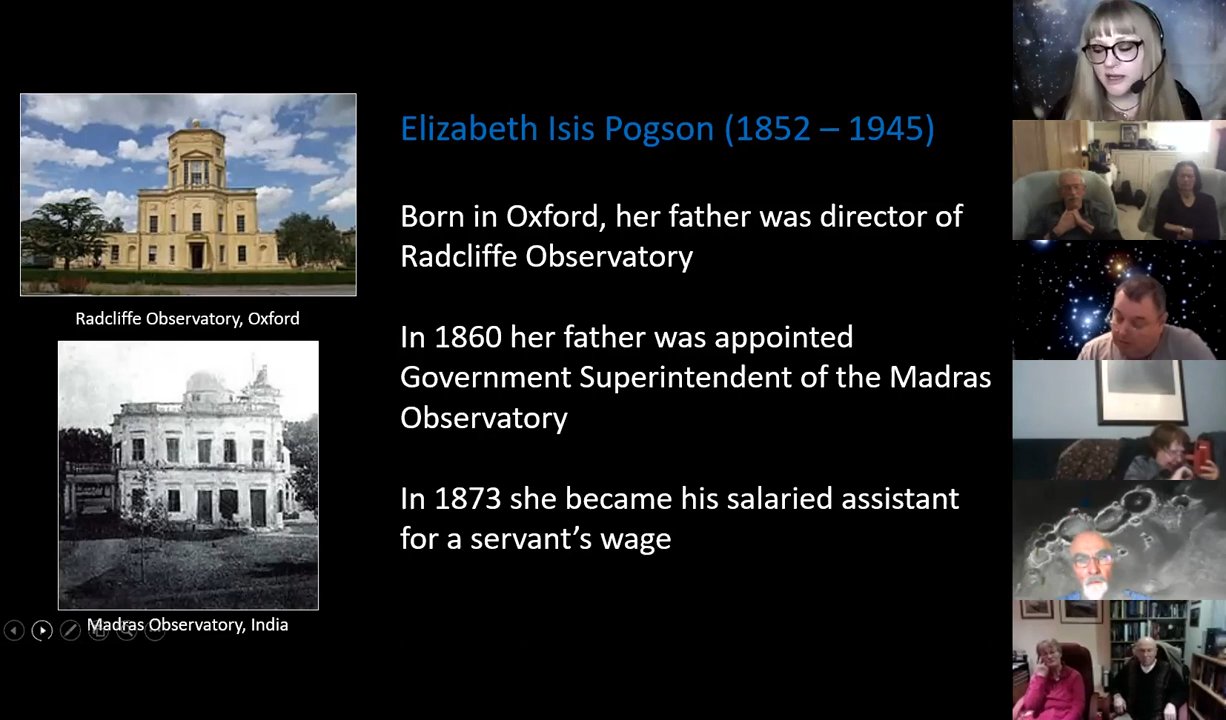 Radcliffe Observatory, Oxford
Madras Observatory, India
Elizabeth Isis Pogson (1852 – 1945)
Born in Oxford, her father was director of
Radcliffe Observatory
In 1860 her father was appointed
Government Superintendent of the Madras
Observatory
In 1873 she became his salaried assistant
for a servant’s wage